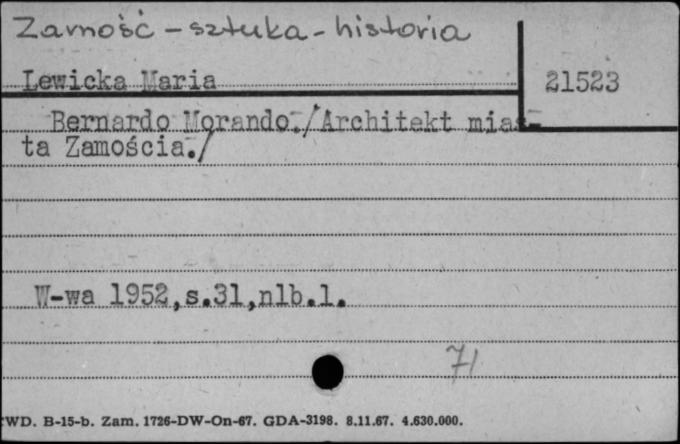 Zamość - sztuka - historia
Lewicka Maria
21523
Bernardo Morando./Architekt mias-
ta Zamościa./
W-wa 1952,s.31,nlb.1.
71
WD. B-15-b. Zam. 1726-DW-On-67. GDA-3198. 8.11.67. 4.630.000.